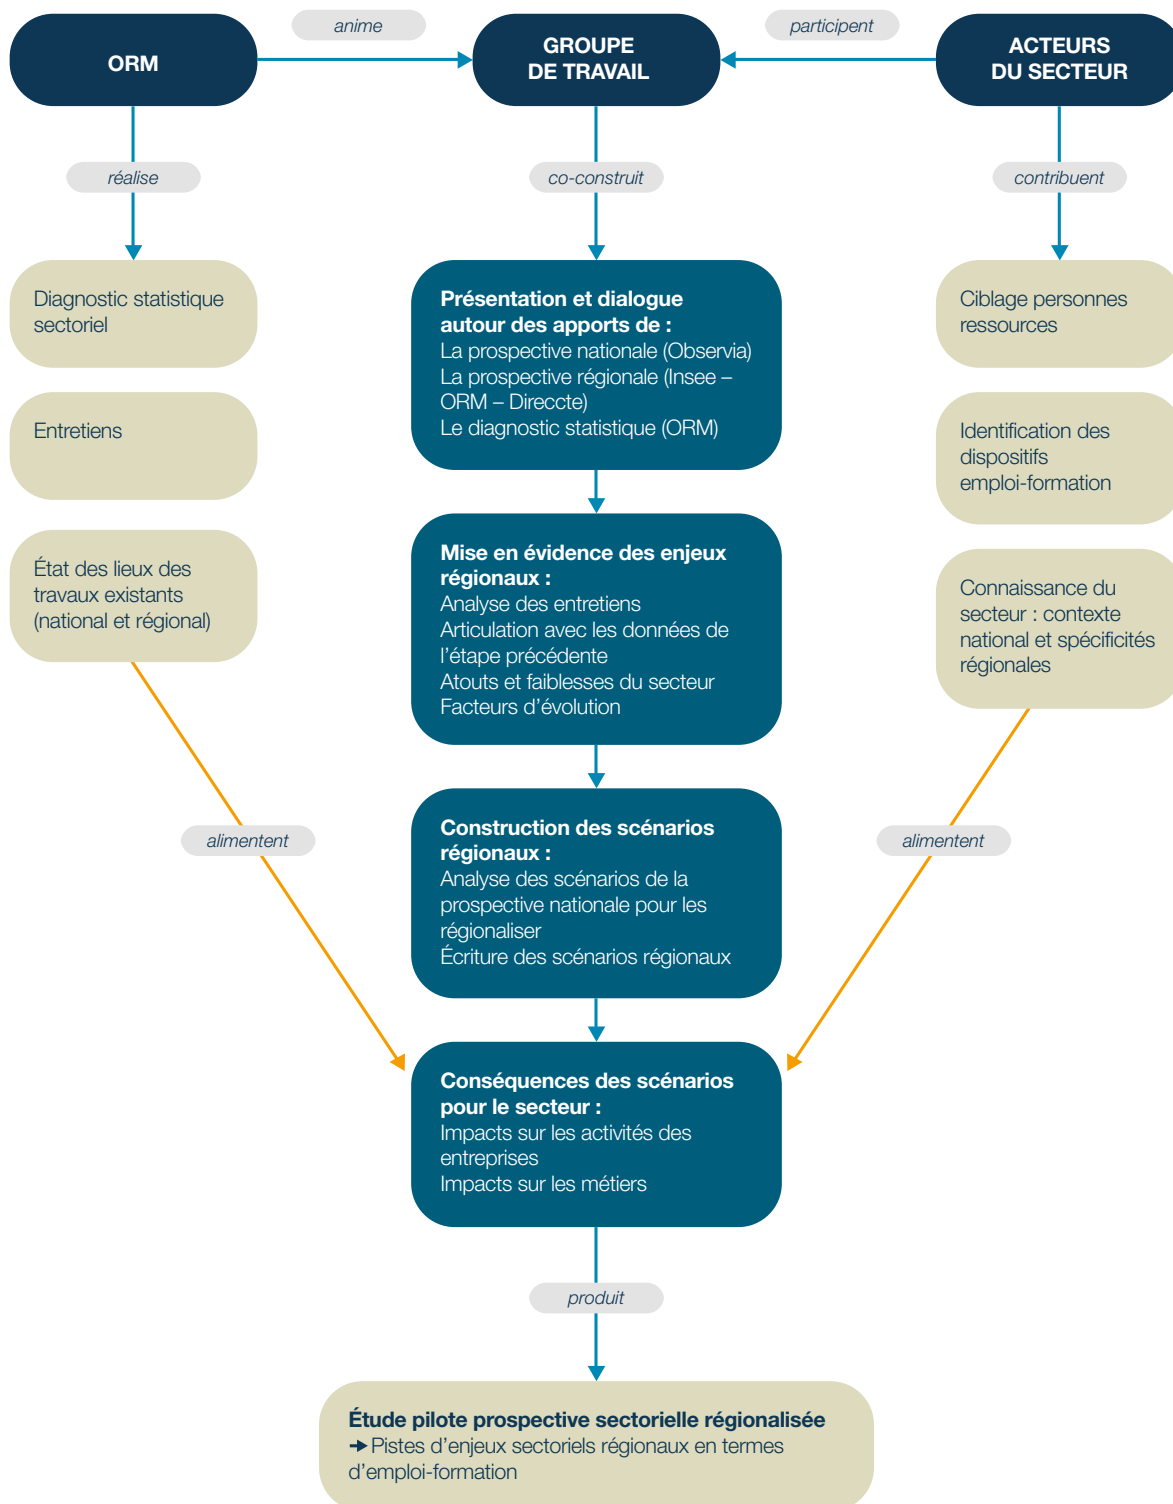 ORM
anime
GROUPE
DE TRAVAIL
participent
ACTEURS
DU SECTEUR
réalise
co-construit
contribuent
Diagnostic statistique
sectoriel
Entretiens
État des lieux des
travaux existants
(national et régional)
Présentation et dialogue
autour des apports de :
La prospective nationale (Observia)
La prospective régionale (Insee –
ORM – Direccte)
Le diagnostic statistique (ORM)
Mise en évidence des enjeux
régionaux :
Analyse des entretiens
Articulation avec les données de
l’étape précédente
Atouts et faiblesses du secteur
Facteurs d’évolution
Construction des scénarios
régionaux :
Analyse des scénarios de la
prospective nationale pour les
régionaliser
Écriture des scénarios régionaux
Conséquences des scénarios
pour le secteur :
Impacts sur les activités des
entreprises
Impacts sur les métiers
Ciblage personnes
ressources
Identification des
dispositifs
emploi-formation
Connaissance du
secteur : contexte
national et spécificités
régionales
alimentent
alimentent
produit
Étude pilote prospective sectorielle régionalisée
➔ Pistes d’enjeux sectoriels régionaux en termes
d’emploi-formation